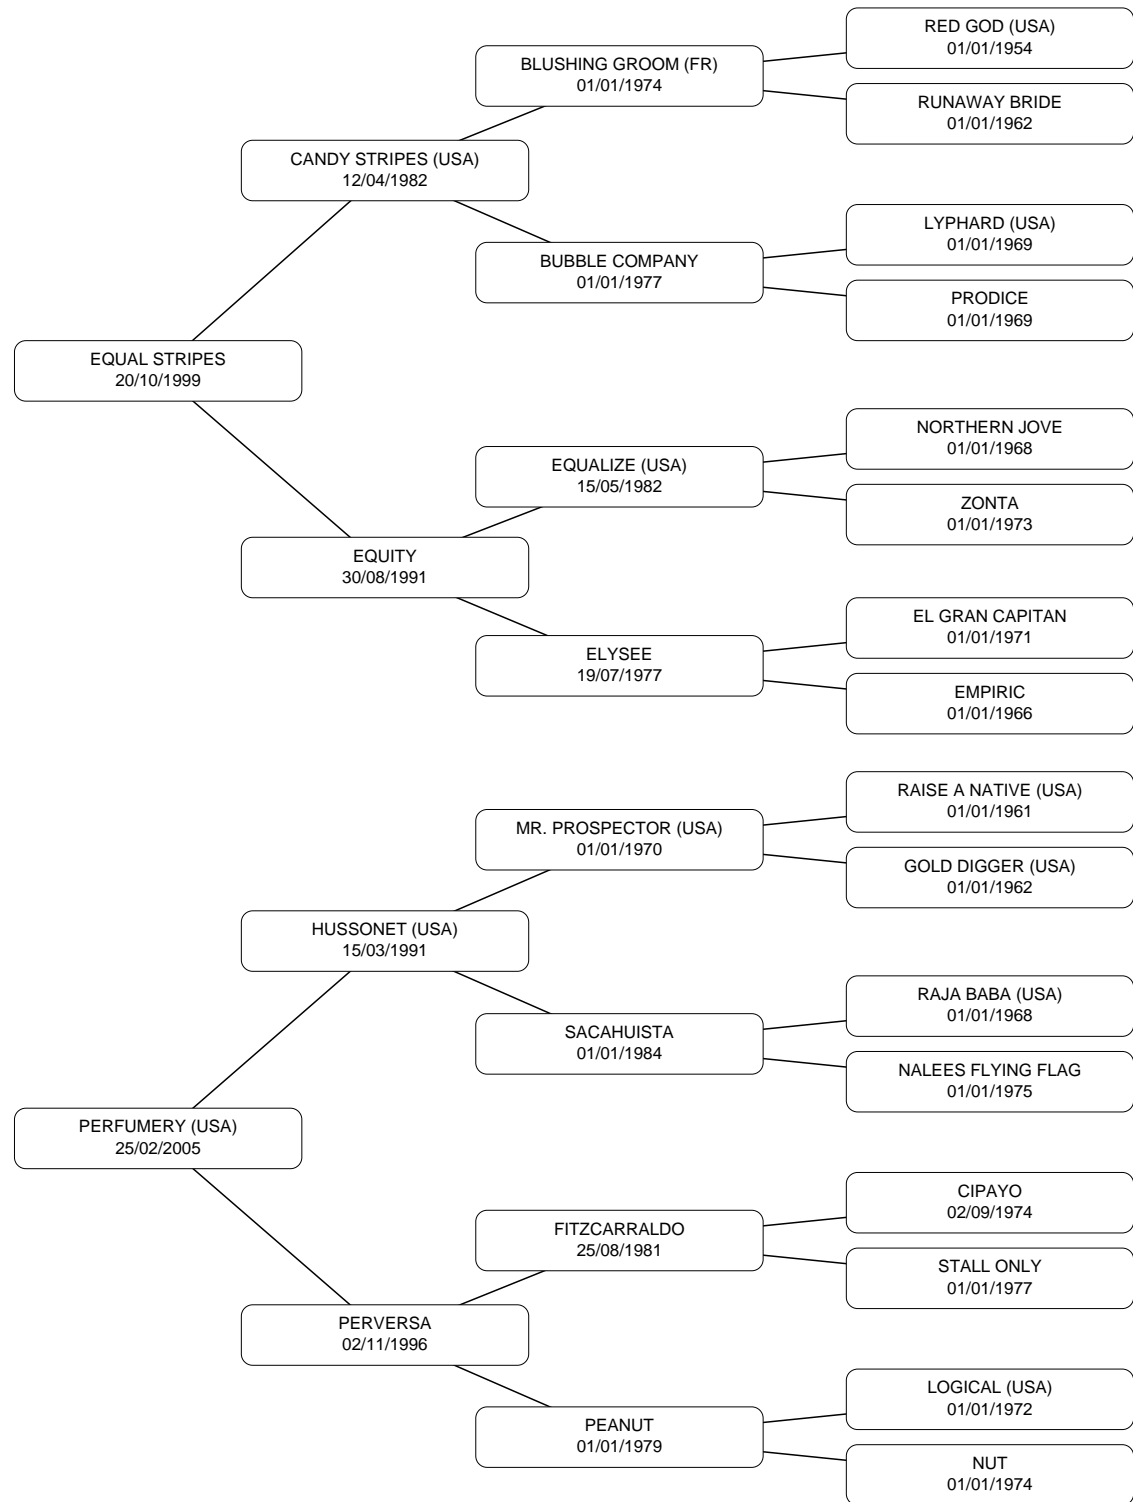 RED GOD (USA)
01/01/1954
BLUSHING GROOM (FR)
01/01/1974
RUNAWAY BRIDE
01/01/1962
CANDY STRIPES (USA)
12/04/1982
LYPHARD (USA)
01/01/1969
BUBBLE COMPANY
01/01/1977
PRODICE
01/01/1969
EQUAL STRIPES
20/10/1999
NORTHERN JOVE
01/01/1968
EQUALIZE (USA)
15/05/1982
ZONTA
01/01/1973
EQUITY
30/08/1991
EL GRAN CAPITAN
01/01/1971
ELYSEE
19/07/1977
EMPIRIC
01/01/1966
RAISE A NATIVE (USA)
01/01/1961
MR. PROSPECTOR (USA)
01/01/1970
GOLD DIGGER (USA)
01/01/1962
HUSSONET (USA)
15/03/1991
RAJA BABA (USA)
01/01/1968
SACAHUISTA
01/01/1984
NALEES FLYING FLAG
01/01/1975
PERFUMERY (USA)
25/02/2005
CIPAYO
02/09/1974
FITZCARRALDO
25/08/1981
STALL ONLY
01/01/1977
PERVERSA
02/11/1996
LOGICAL (USA)
01/01/1972
PEANUT
01/01/1979
NUT
01/01/1974